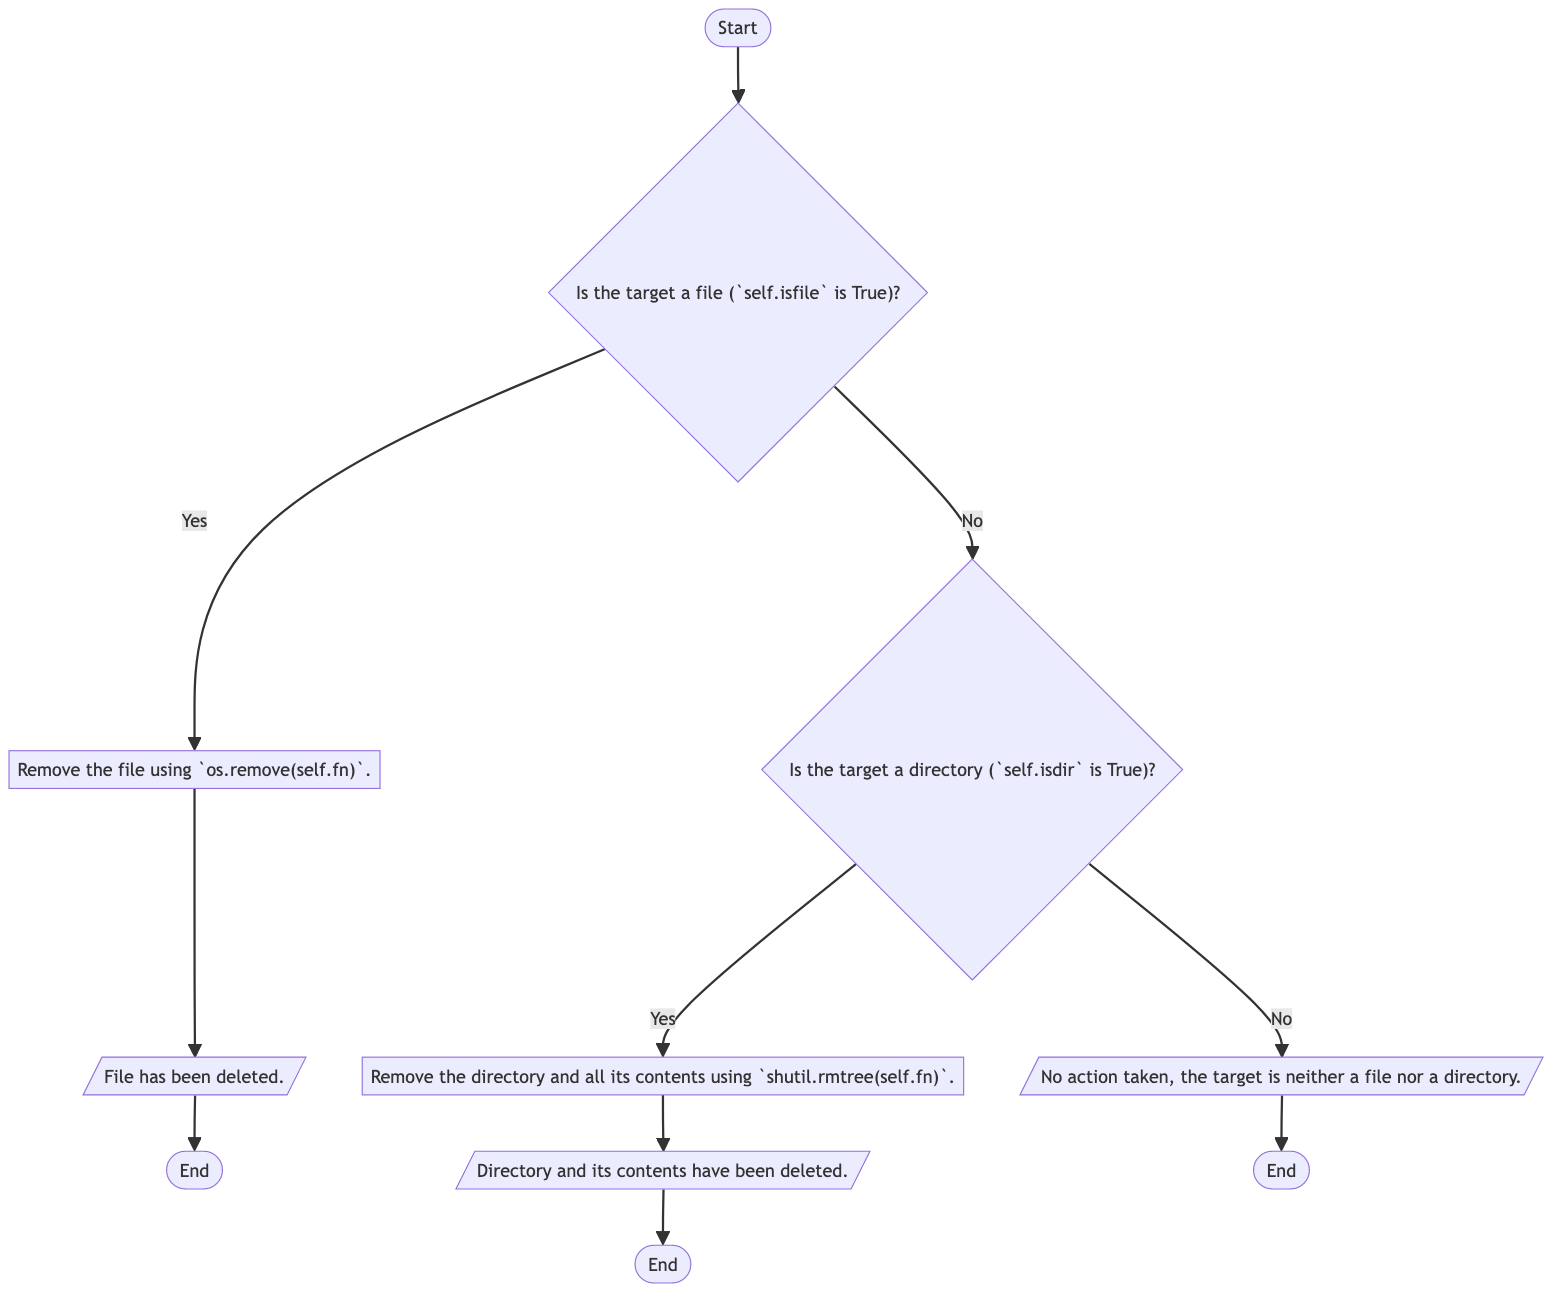 Start
Is the target a file (`self.isfile` is True)?
Yes
No
Remove the file using `os.remove(self.fn)`.
Is the target a directory (`self.isdir` is True)?
Yes
No
File has been deleted.
Remove the directory and all its contents using `shutil.rmtree(self.fn)`.
No action taken, the target is neither a file nor a directory.
End
Directory and its contents have been deleted.
End
End